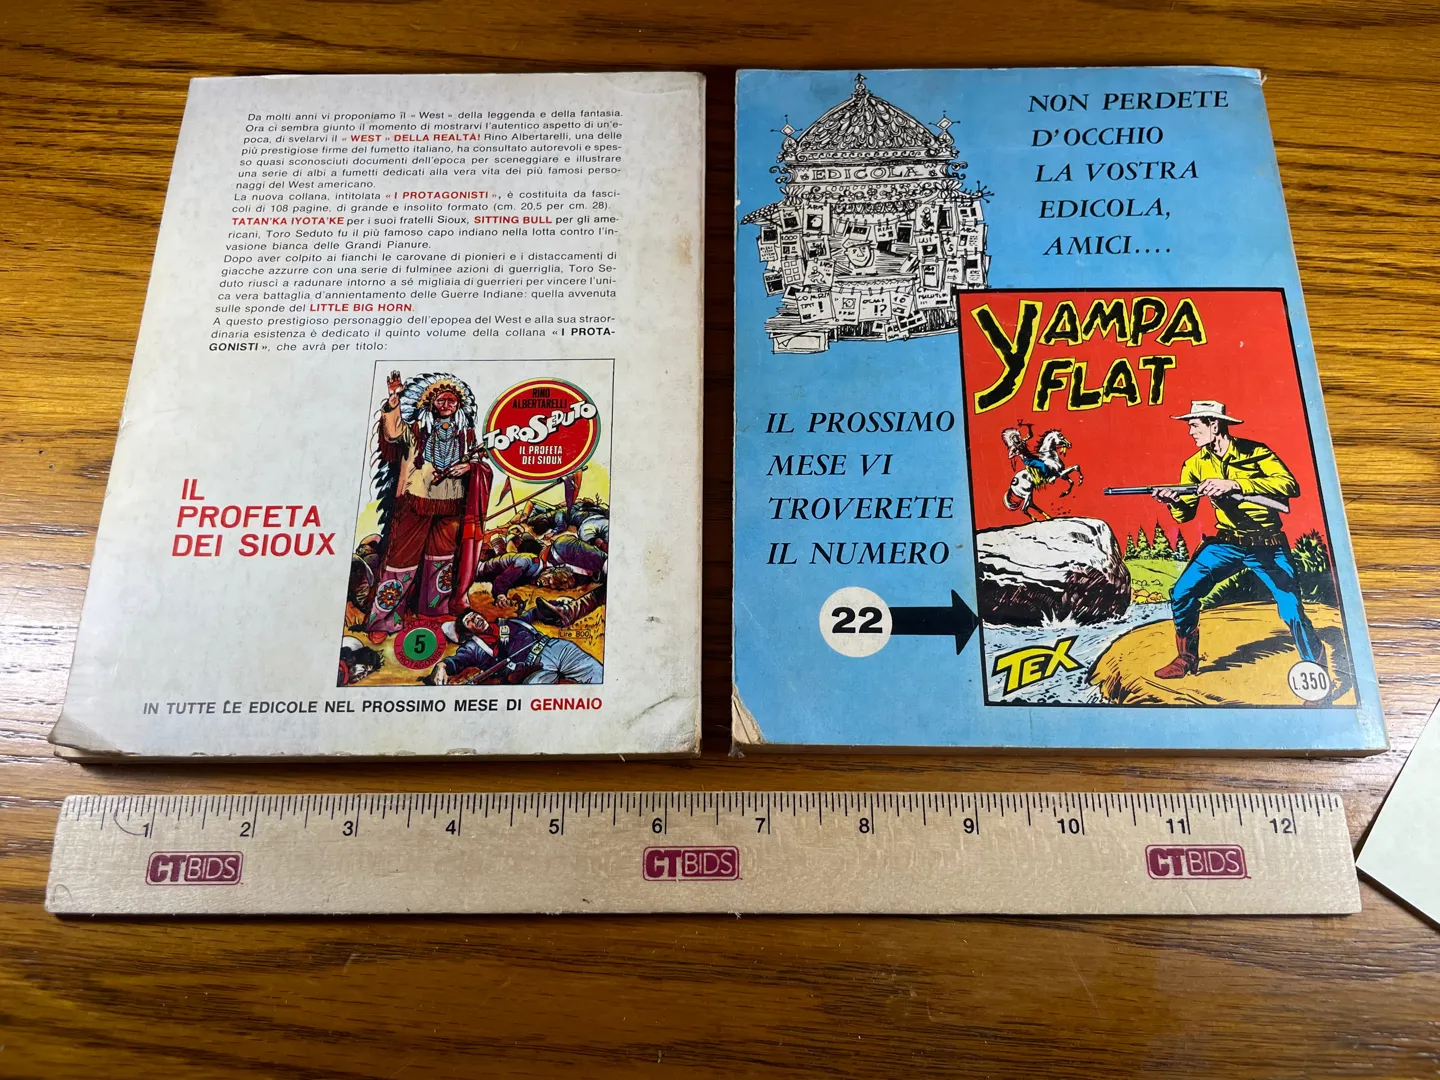 Da molti anni vi proponiamo il « West » della leggenda e della fantasia.
Ora ci sembra giunto il momento di mostrarvi l'autentico aspetto di un'e-
poca, di svelarvi il « WEST » DELLA REALTÀ! Rino Albertarelli, una delle
più prestigiose firme del fumetto italiano, ha consultato autorevoli e spes-
so quasi sconosciuti documenti dell'epoca per sceneggiare e illustrare
una serie di albi a fumetti dedicati alla vera vita dei più famosi perso-
naggi del West americano.
La nuova collana, intitolata « I PROTAGONISTI », è costituita da fasci-
coli di 108 pagine, di grande e insolito formato (cm. 20,5 per cm. 28).
TATAN'KA IYOTA'KE per i suoi fratelli Sioux, SITTING BULL per gli ame-
ricani, Toro Seduto fu il più famoso capo indiano nella lotta contro l'in-
vasione bianca delle Grandi Pianure.
Dopo aver colpito ai fianchi le carovane di pionieri e i distaccamenti di
giacche azzurre con una serie di fulminee azioni di guerriglia, Toro Se-
duto riuscì a radunare intorno a sé migliaia di guerrieri per vincere l'uni-
ca vera battaglia d'annientamento delle Guerre Indiane: quella avvenuta
sulle sponde del LITTLE BIG HORN.
A questo prestigioso personaggio dell'epopea del West e alla sua straor-
dinaria esistenza è dedicato il quinto volume della collana « I PROTA-
GONISTI », che avrà per titolo:
RINO
ALBERTARELLI
TORO SEDUTO
IL PROFETA
DEI SIOUX
IL
PROFETA
DEI SIOUX
COLLANA
5
PROTAGONISTI
Lire 800
IN TUTTE LE EDICOLE NEL PROSSIMO MESE DI GENNAIO
EDICOLA
NON PERDETE
D'OCCHIO
LA VOSTRA
EDICOLA,
AMICI....
YAMPA
FLAT
IL PROSSIMO
MESE VI
TROVERETE
IL NUMERO
22
TEX
L.350
1 2 3 4 5 6 7 8 9 10 11 12
CTBIDS CTBIDS CTBIDS